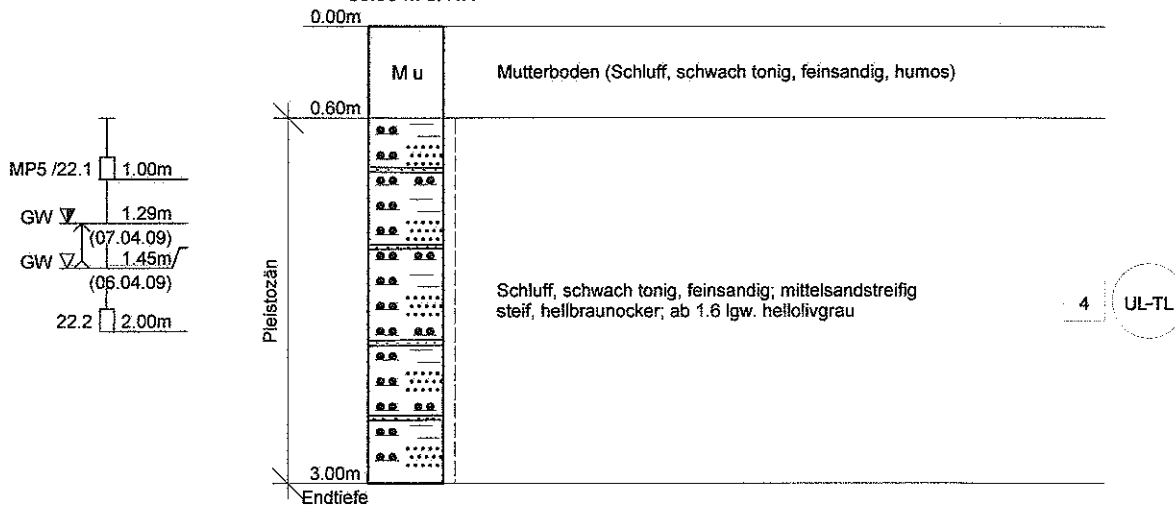 0.00m
M u
Mutterboden (Schluff, schwach tonig, feinsandig, humos)
0.60m
MP5 /22.1 1.00m
GW 1.29m
(07.04.09)
GW 1.45m
(06.04.09)
22.2 2.00m
Pleistozän
Schluff, schwach tonig, feinsandig; mittelsandstreifig
steif, hellbraunocker; ab 1.6 lgw. hellolivgrau
4 UL-TL
3.00m
Endtiefe